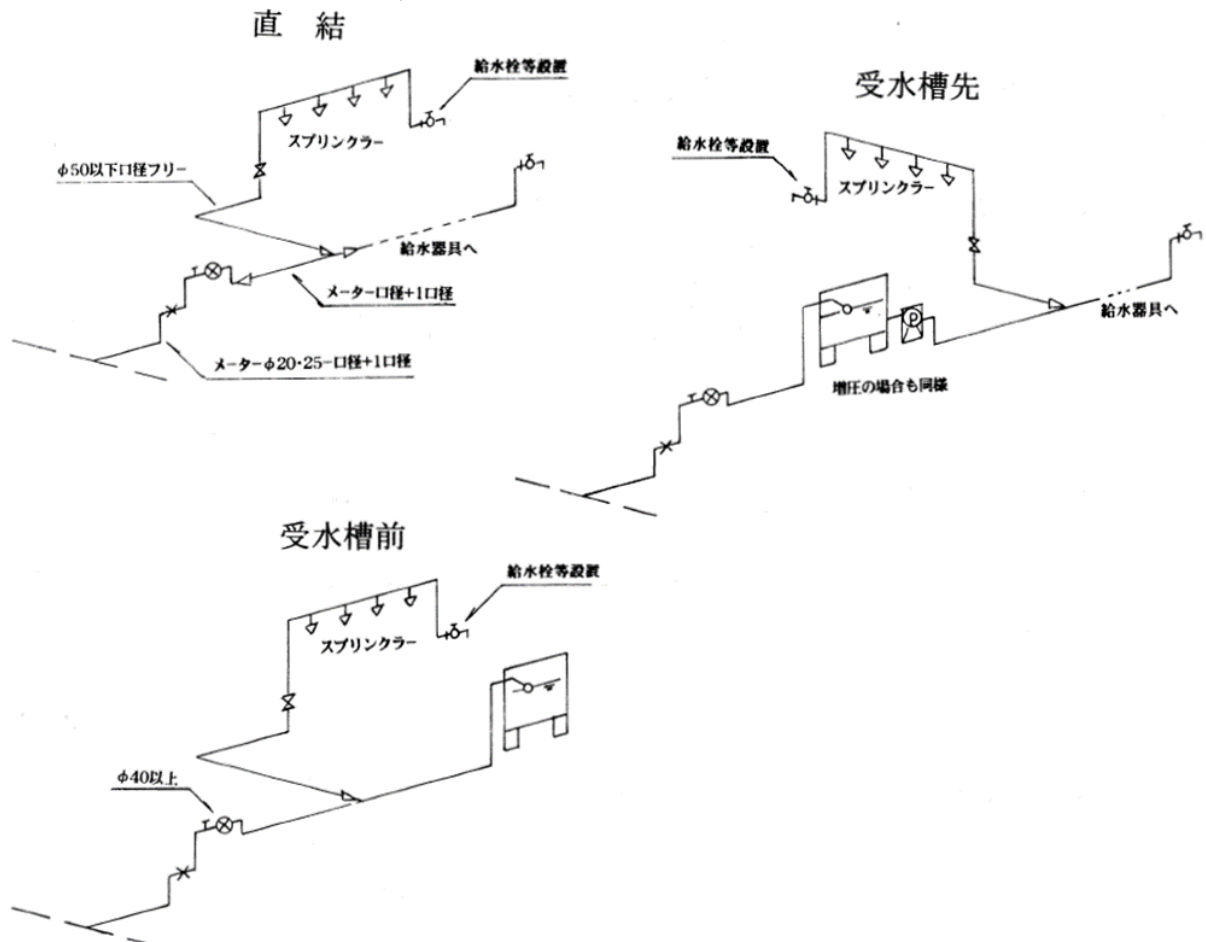 直 結
給水栓等設置
スプリンクラー
φ50以下口径フリー
給水器具へ
メーター口径+1口径
メーターφ20・25一口径+1口径
受水槽先
給水栓等設置
スプリンクラー
P
給水器具へ
増圧の場合も同様
受水槽前
給水栓等設置
スプリンクラー
φ40以上